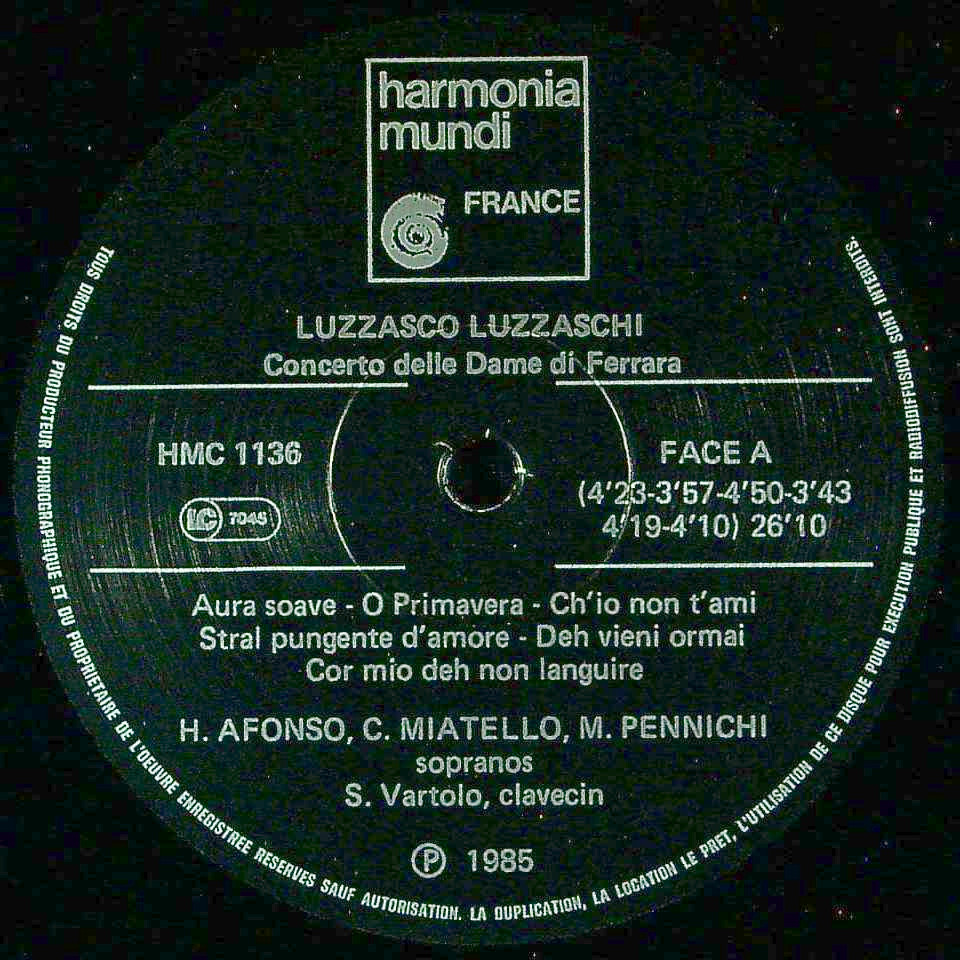 harmonia
mundi
FRANCE
LUZZASCO LUZZASCHI
Concerto delle Dame di Ferrara
HMC 1136
FACE A
LC 7045
(4'23-3'57-4'50-3'43
4'19-4'10) 26'10
Aura soave - O Primavera - Ch'io non t'ami
Stral pungente d'amore - Deh vieni ormai
Cor mio deh non languire
H. AFONSO, C. MIATELLO, M. PENNICHI
sopranos
S. Vartolo, clavecin
Ⓟ 1985
TOUS DROITS DU PRODUCTEUR PHONOGRAPHIQUE ET DU PROPRIETAIRE DE L'OEUVRE ENREGISTREE RESERVES SAUF AUTORISATION. LA DUPLICATION, LA LOCATION LE PRET, L'UTILISATION DE CE DISQUE POUR EXECUTION PUBLIQUE ET RADIODIFFUSION SONT INTERDITS.